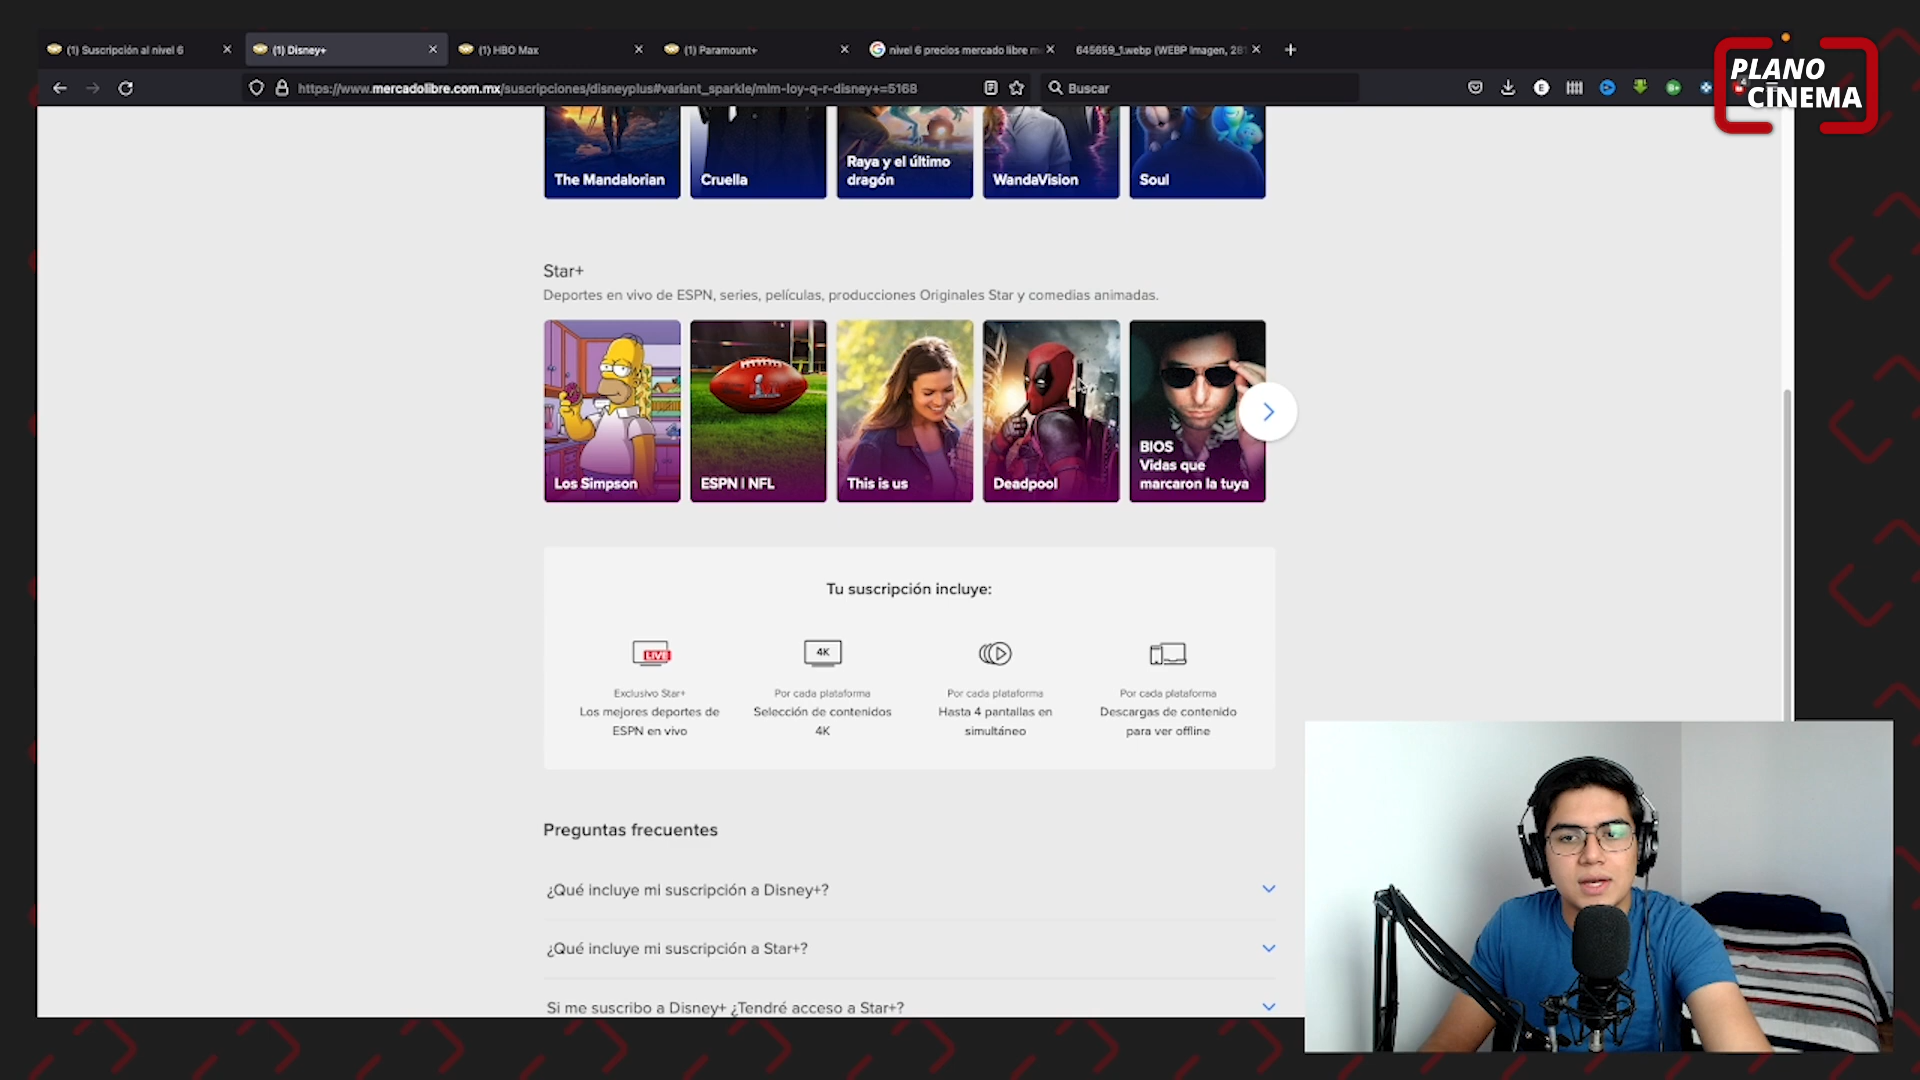 (1) Suscripción al nivel 6
(1) Disney+
(1) HBO Max
(1) Paramount+
nivel 6 precios mercado libre m
645659_1.webp (WEBP Imagen, 28
https://www.mercadolibre.com.mx/suscripciones/disneyplus#variant_sparkle/mlm-loy-q-r-disney+=5168
Buscar
PLANO
CINEMA
The Mandalorian
Cruella
Raya y el último
dragón
WandaVision
Soul
Star+
Deportes en vivo de ESPN, series, películas, producciones Originales Star y comedias animadas.
Los Simpson
ESPN | NFL
This is us
Deadpool
BIOS
Vidas que
marcaron la tuya
Tu suscripción incluye:
LIVE
4K
Exclusivo Star+
Los mejores deportes de
ESPN en vivo
Por cada plataforma
Selección de contenidos
4K
Por cada plataforma
Hasta 4 pantallas en
simultáneo
Por cada plataforma
Descargas de contenido
para ver offline
Preguntas frecuentes
¿Qué incluye mi suscripción a Disney+?
¿Qué incluye mi suscripción a Star+?
Si me suscribo a Disney+ ¿Tendré acceso a Star+?